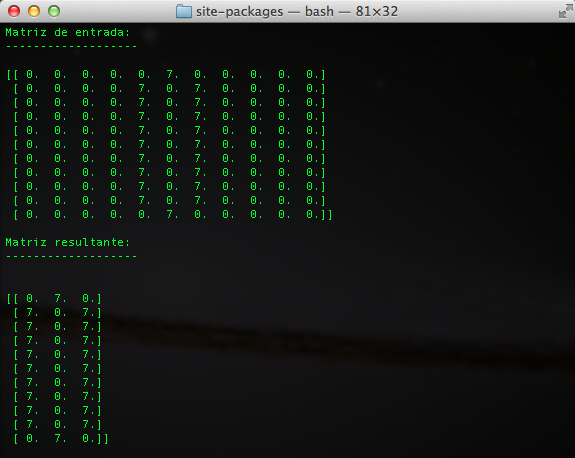 site-packages — bash — 81×32
Matriz de entrada:
-------------------
[[ 0.  0.  0.  0.  0.  7.  0.  0.  0.  0.  0.]
 [ 0.  0.  0.  0.  7.  0.  7.  0.  0.  0.  0.]
 [ 0.  0.  0.  0.  7.  0.  7.  0.  0.  0.  0.]
 [ 0.  0.  0.  0.  7.  0.  7.  0.  0.  0.  0.]
 [ 0.  0.  0.  0.  7.  0.  7.  0.  0.  0.  0.]
 [ 0.  0.  0.  0.  7.  0.  7.  0.  0.  0.  0.]
 [ 0.  0.  0.  0.  7.  0.  7.  0.  0.  0.  0.]
 [ 0.  0.  0.  0.  7.  0.  7.  0.  0.  0.  0.]
 [ 0.  0.  0.  0.  7.  0.  7.  0.  0.  0.  0.]
 [ 0.  0.  0.  0.  7.  0.  7.  0.  0.  0.  0.]
 [ 0.  0.  0.  0.  0.  7.  0.  0.  0.  0.  0.]]
Matriz resultante:
-------------------
[[ 0.  7.  0.]
 [ 7.  0.  7.]
 [ 7.  0.  7.]
 [ 7.  0.  7.]
 [ 7.  0.  7.]
 [ 7.  0.  7.]
 [ 7.  0.  7.]
 [ 7.  0.  7.]
 [ 7.  0.  7.]
 [ 7.  0.  7.]
 [ 0.  7.  0.]]